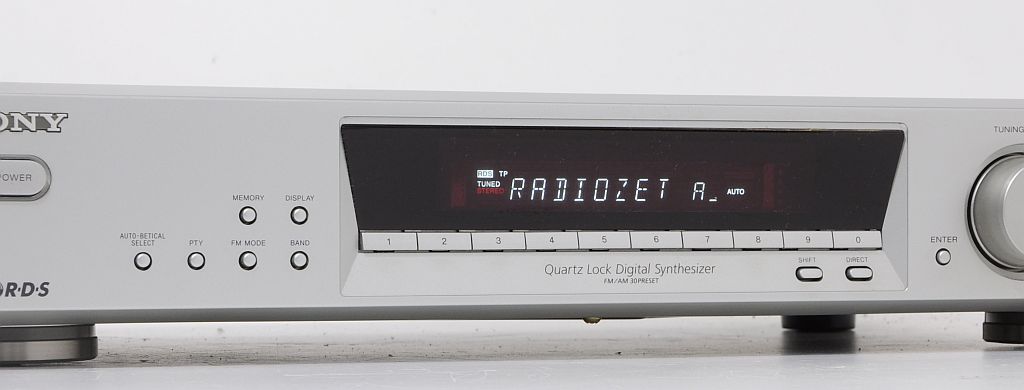 ONY
POWER
TUNING
RDS TP
TUNED
STEREO
RADIOZET A_
AUTO
MEMORY DISPLAY
AUTO-BETICAL
SELECT
PTY FM MODE BAND
1 2 3 4 5 6 7 8 9 0
ENTER
Quartz Lock Digital Synthesizer
FM/AM 30PRESET
SHIFT DIRECT
R·D·S